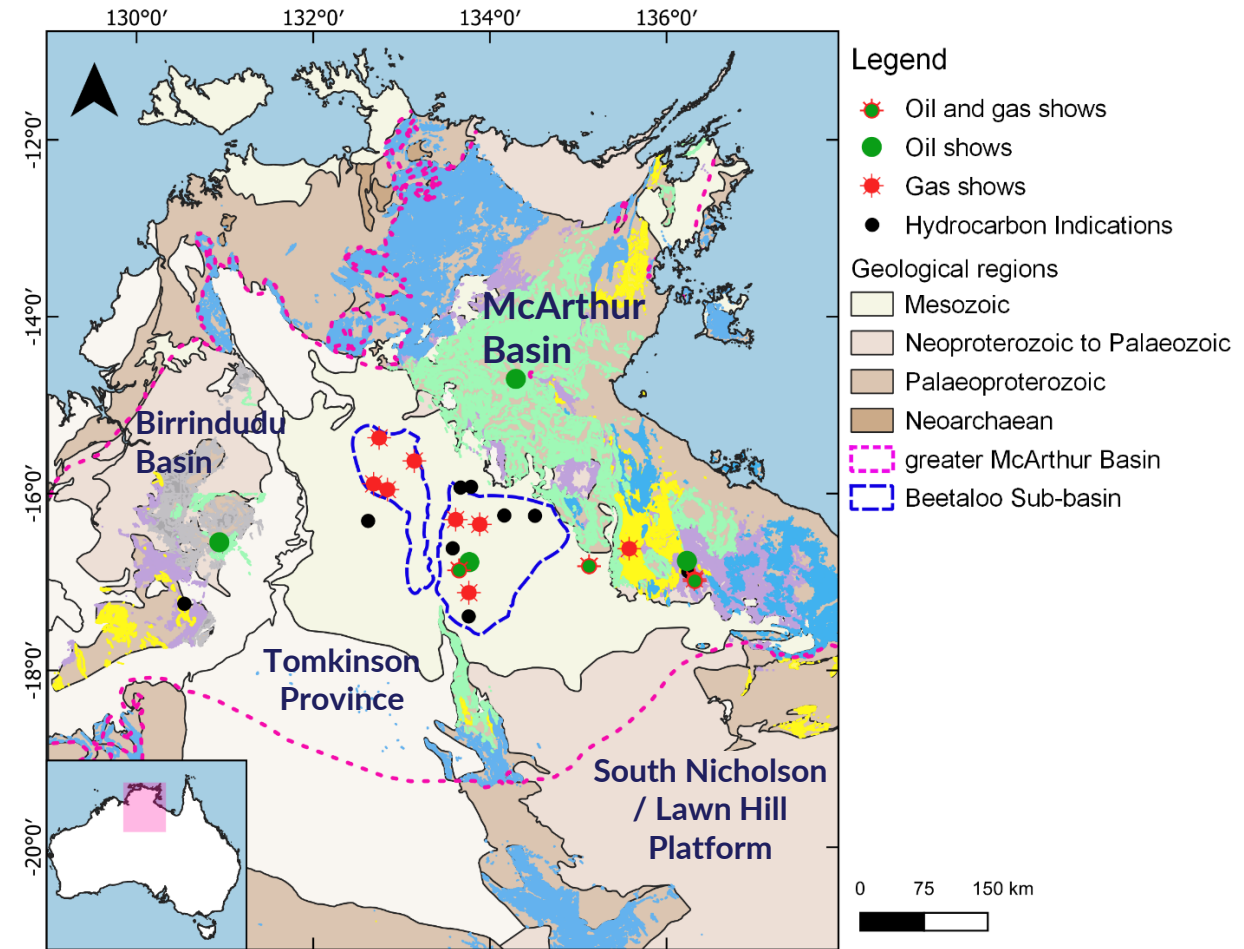 130°0′
132°0′
134°0′
136°0′
-12°0′
-14°0′
-16°0′
-18°0′
-20°0′
McArthur
Basin
Birrindudu
Basin
Tomkinson
Province
South Nicholson
/ Lawn Hill
Platform
Legend
Oil and gas shows
Oil shows
Gas shows
Hydrocarbon Indications
Geological regions
Mesozoic
Neoproterozoic to Palaeozoic
Palaeoproterozoic
Neoarchaean
greater McArthur Basin
Beetaloo Sub-basin
0 75 150 km